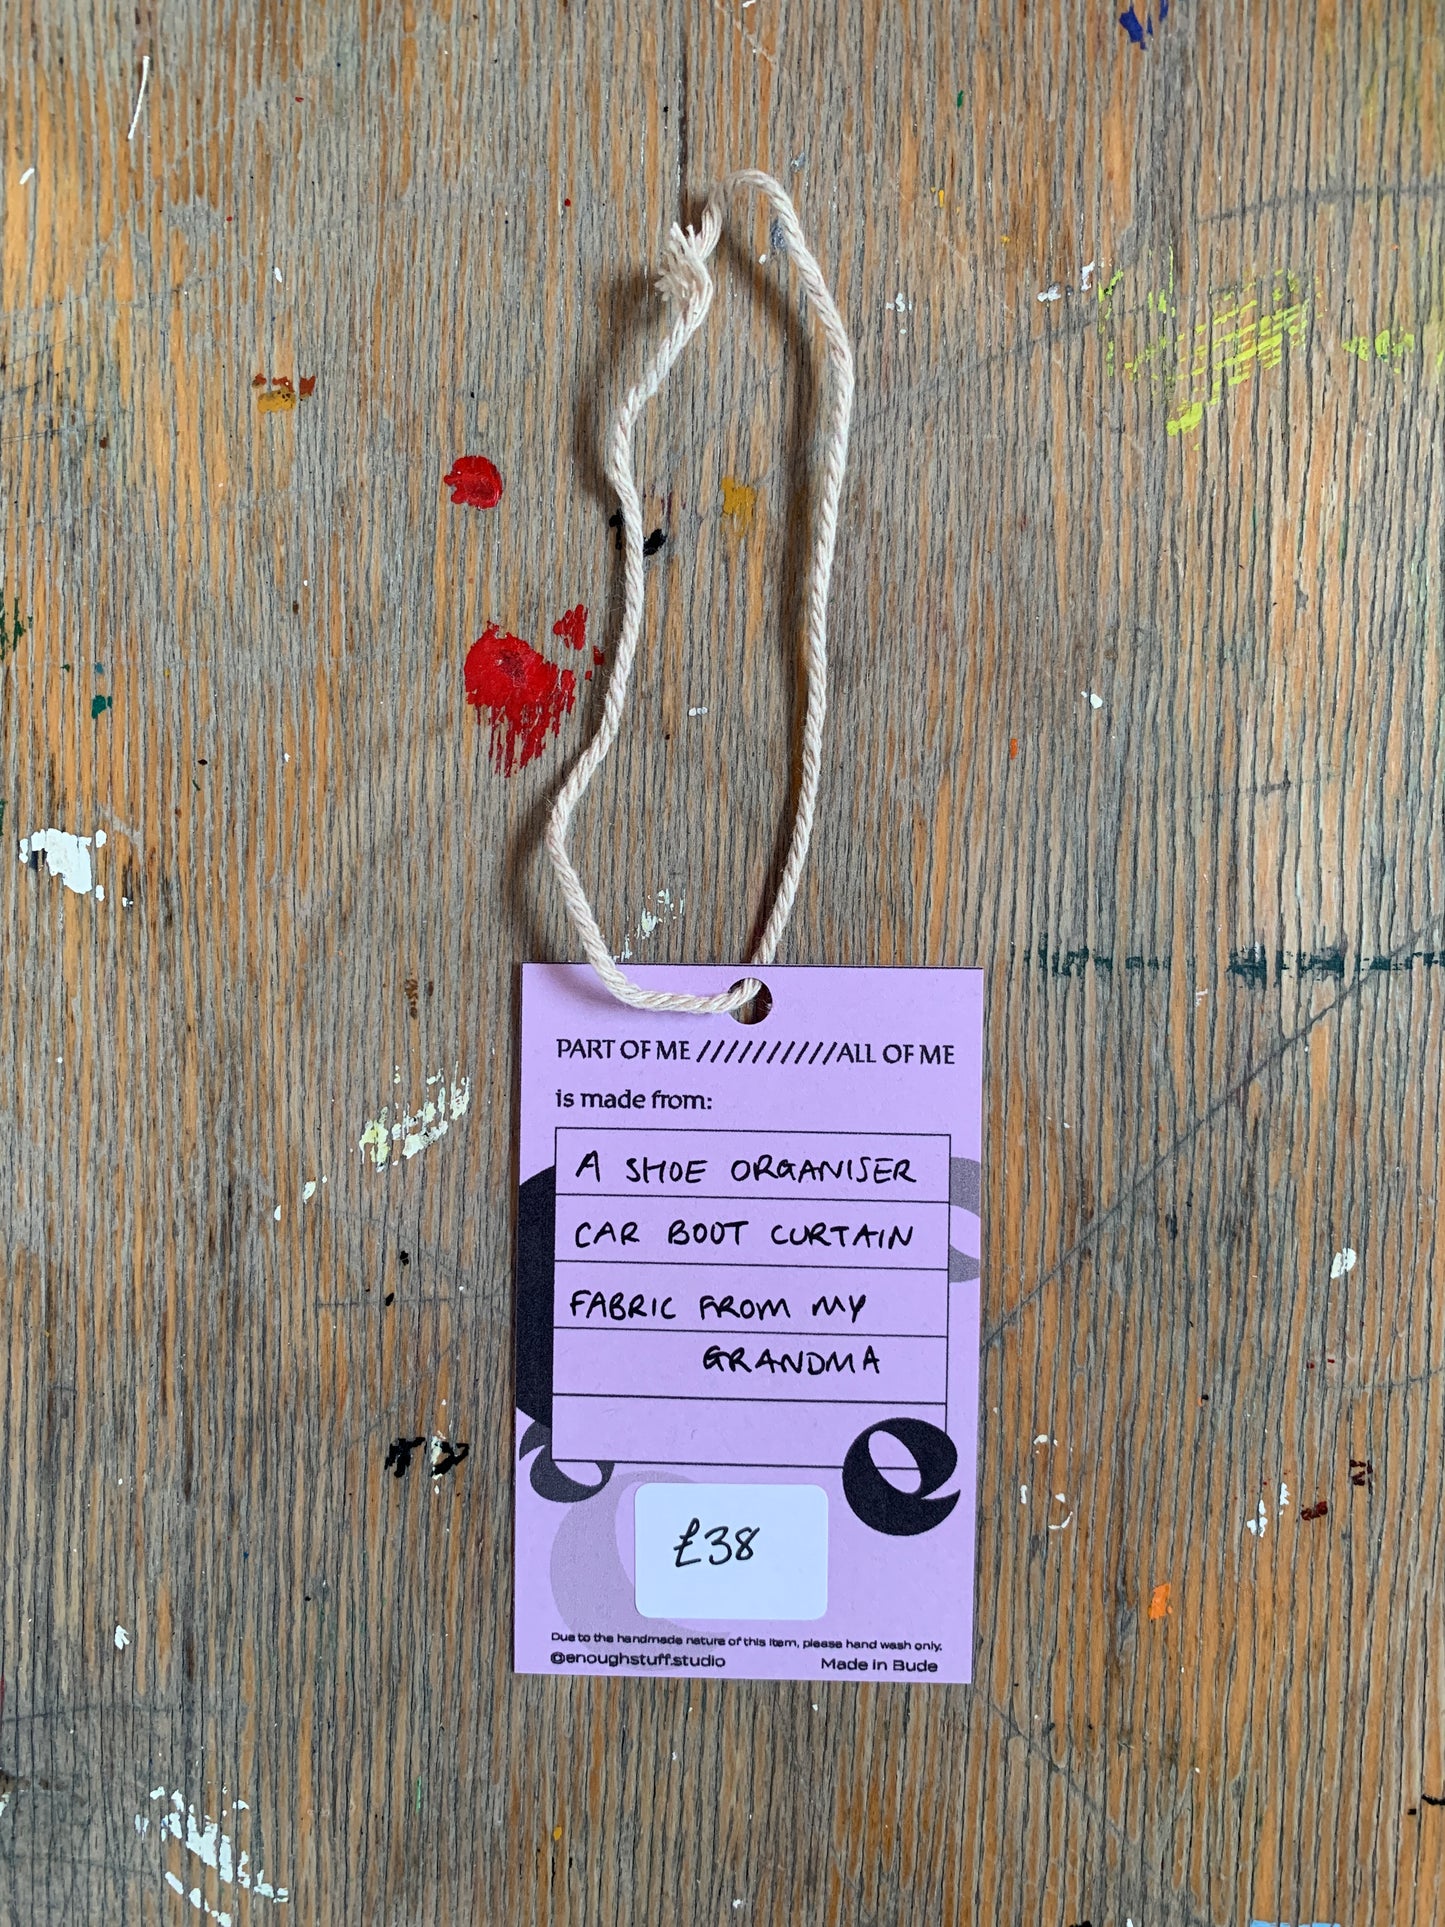 PART OF ME //////////ALL OF ME
is made from:
A SHOE ORGANISER
CAR BOOT CURTAIN
FABRIC FROM MY
GRANDMA
£38
Due to the handmade nature of this item, please hand wash only.
@enoughstuff.studio Made in Bude